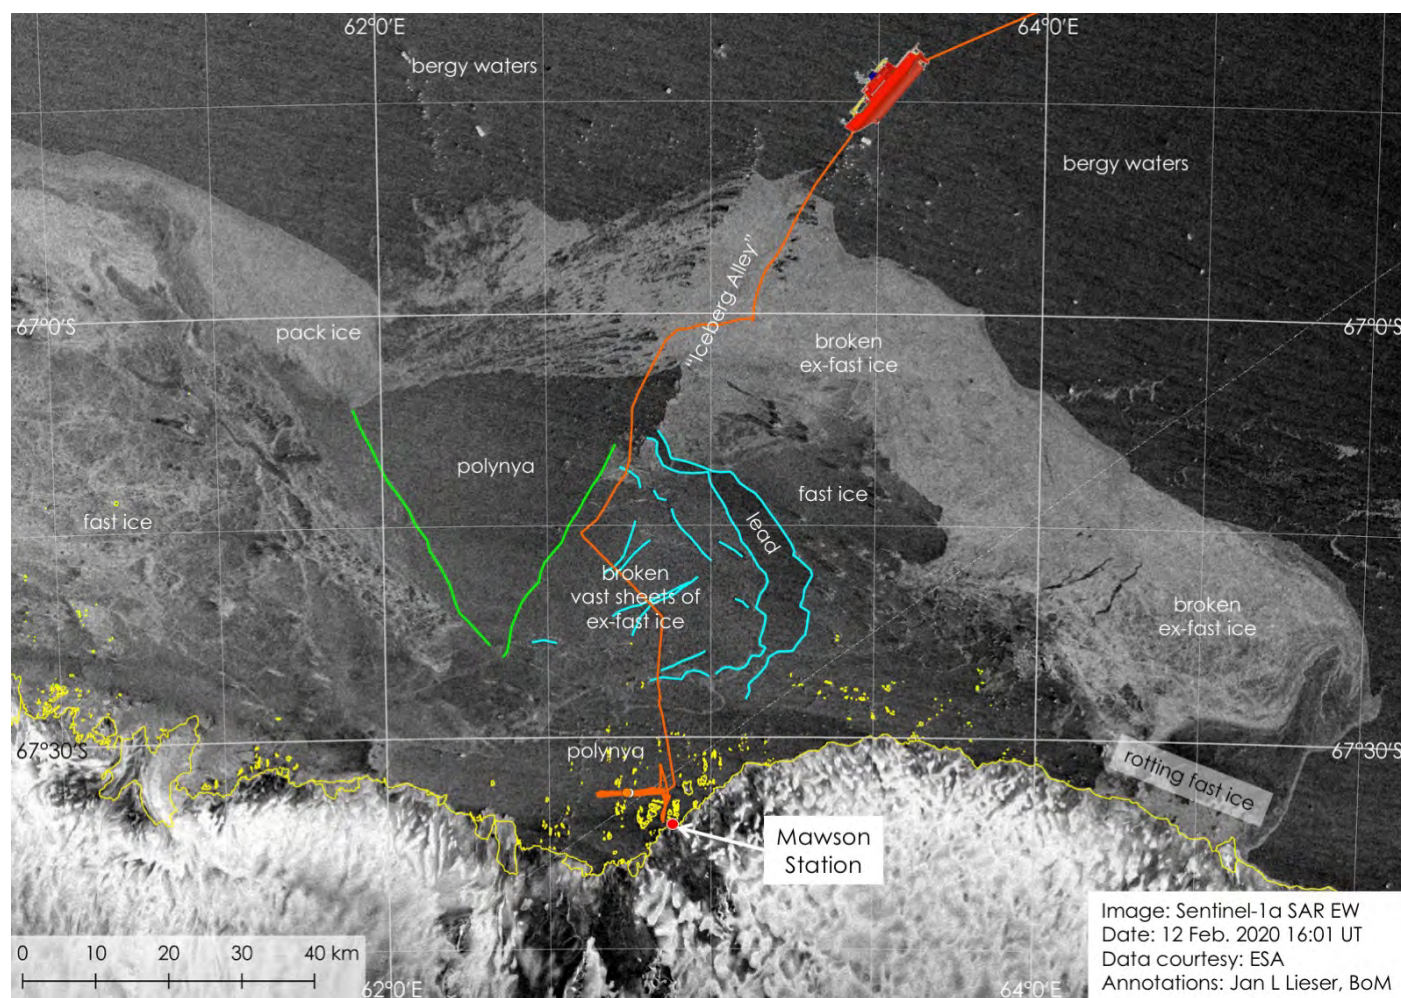 62°0'E
64°0'E
bergy waters
bergy waters
"Iceberg Alley"
67°0'S
67°0'S
pack ice
broken
ex-fast ice
polynya
fast ice
fast ice
lead
broken
vast sheets of
ex-fast ice
broken
ex-fast ice
67°30'S
polynya
67°30'S
rotting fast ice
Mawson
Station
0 10 20 30 40 km
62°0'E
64°0'E
Image: Sentinel-1a SAR EW
Date: 12 Feb. 2020 16:01 UT
Data courtesy: ESA
Annotations: Jan L Lieser, BoM